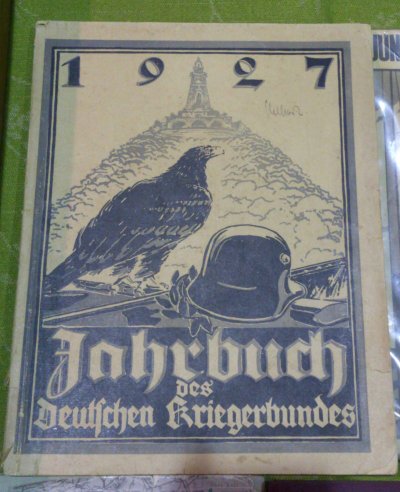 1927
Jahrbuch
des
Deutschen Kriegerbundes